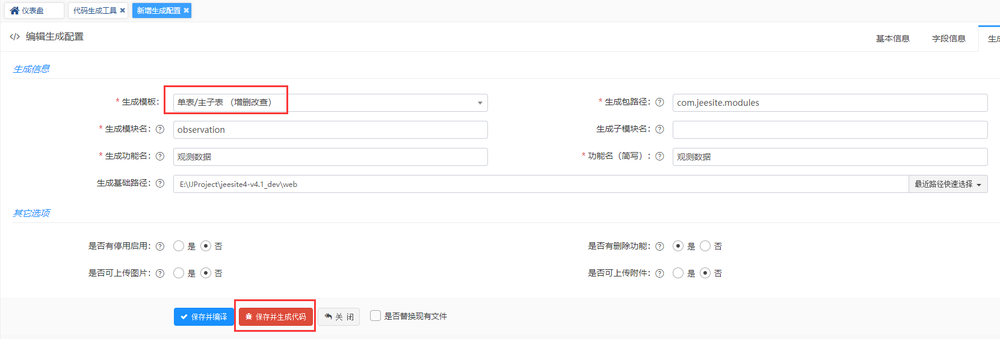 仪表盘 代码生成工具 新增生成配置
</> 编辑生成配置 基本信息 字段信息 生成
生成信息
* 生成模板： 单表/主子表 （增删改查） * 生成包路径： com.jeesite.modules
* 生成模块名： observation 生成子模块名：
* 生成功能名： 观测数据 * 功能名（简写）： 观测数据
生成基础路径： E:\IJProject\jeesite4-v4.1_dev\web 最近路径快速选择
其它选项
是否有停用启用： 是 否 是否有删除功能： 是 否
是否可上传图片： 是 否 是否可上传附件： 是 否
保存并编译 保存并生成代码 关 闭 是否替换现有文件